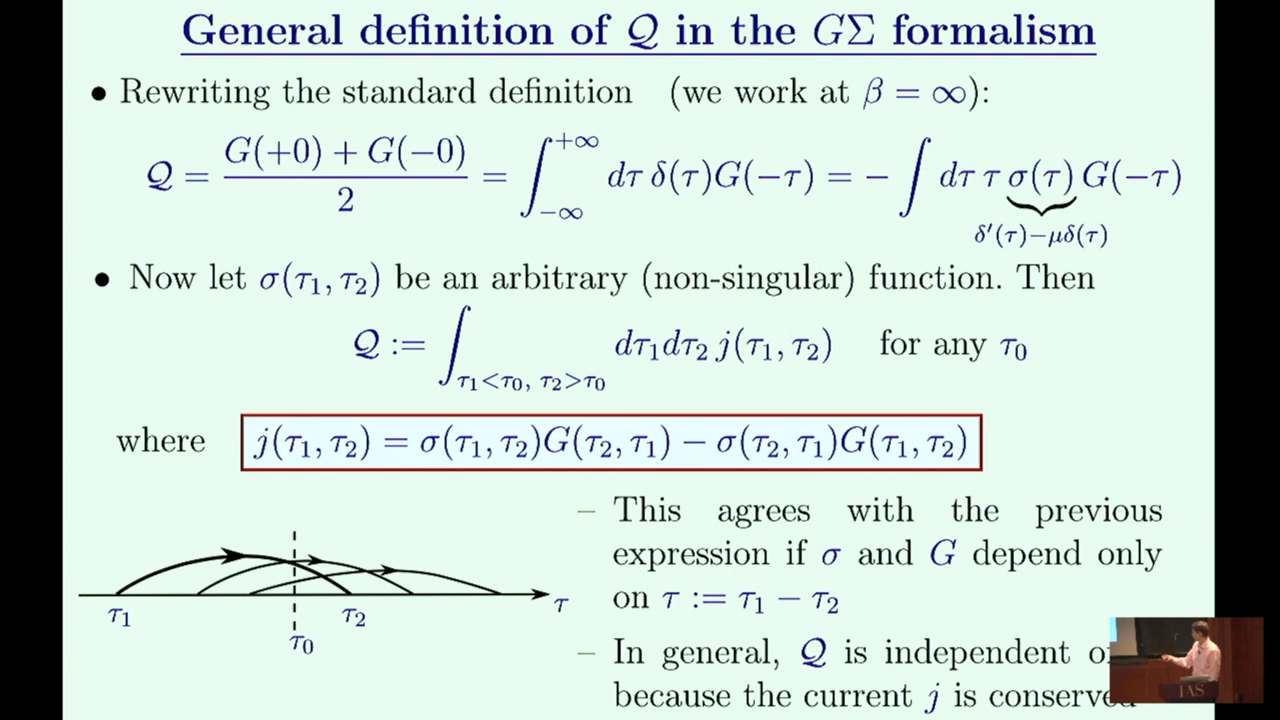 General definition of 𝒬 in the GΣ formalism
• Rewriting the standard definition (we work at β = ∞):
𝒬 = (G(+0) + G(−0))/2 = ∫_{−∞}^{+∞} dτ δ(τ)G(−τ) = − ∫ dτ τ σ(τ) G(−τ)
δ′(τ)−μδ(τ)
• Now let σ(τ₁, τ₂) be an arbitrary (non-singular) function. Then
𝒬 := ∫_{τ₁<τ₀, τ₂>τ₀} dτ₁dτ₂ j(τ₁, τ₂) for any τ₀
where j(τ₁, τ₂) = σ(τ₁, τ₂)G(τ₂, τ₁) − σ(τ₂, τ₁)G(τ₁, τ₂)
τ₁ τ₀ τ₂ τ
– This agrees with the previous
expression if σ and G depend only
on τ := τ₁ − τ₂
– In general, 𝒬 is independent
because the current j is
IAS